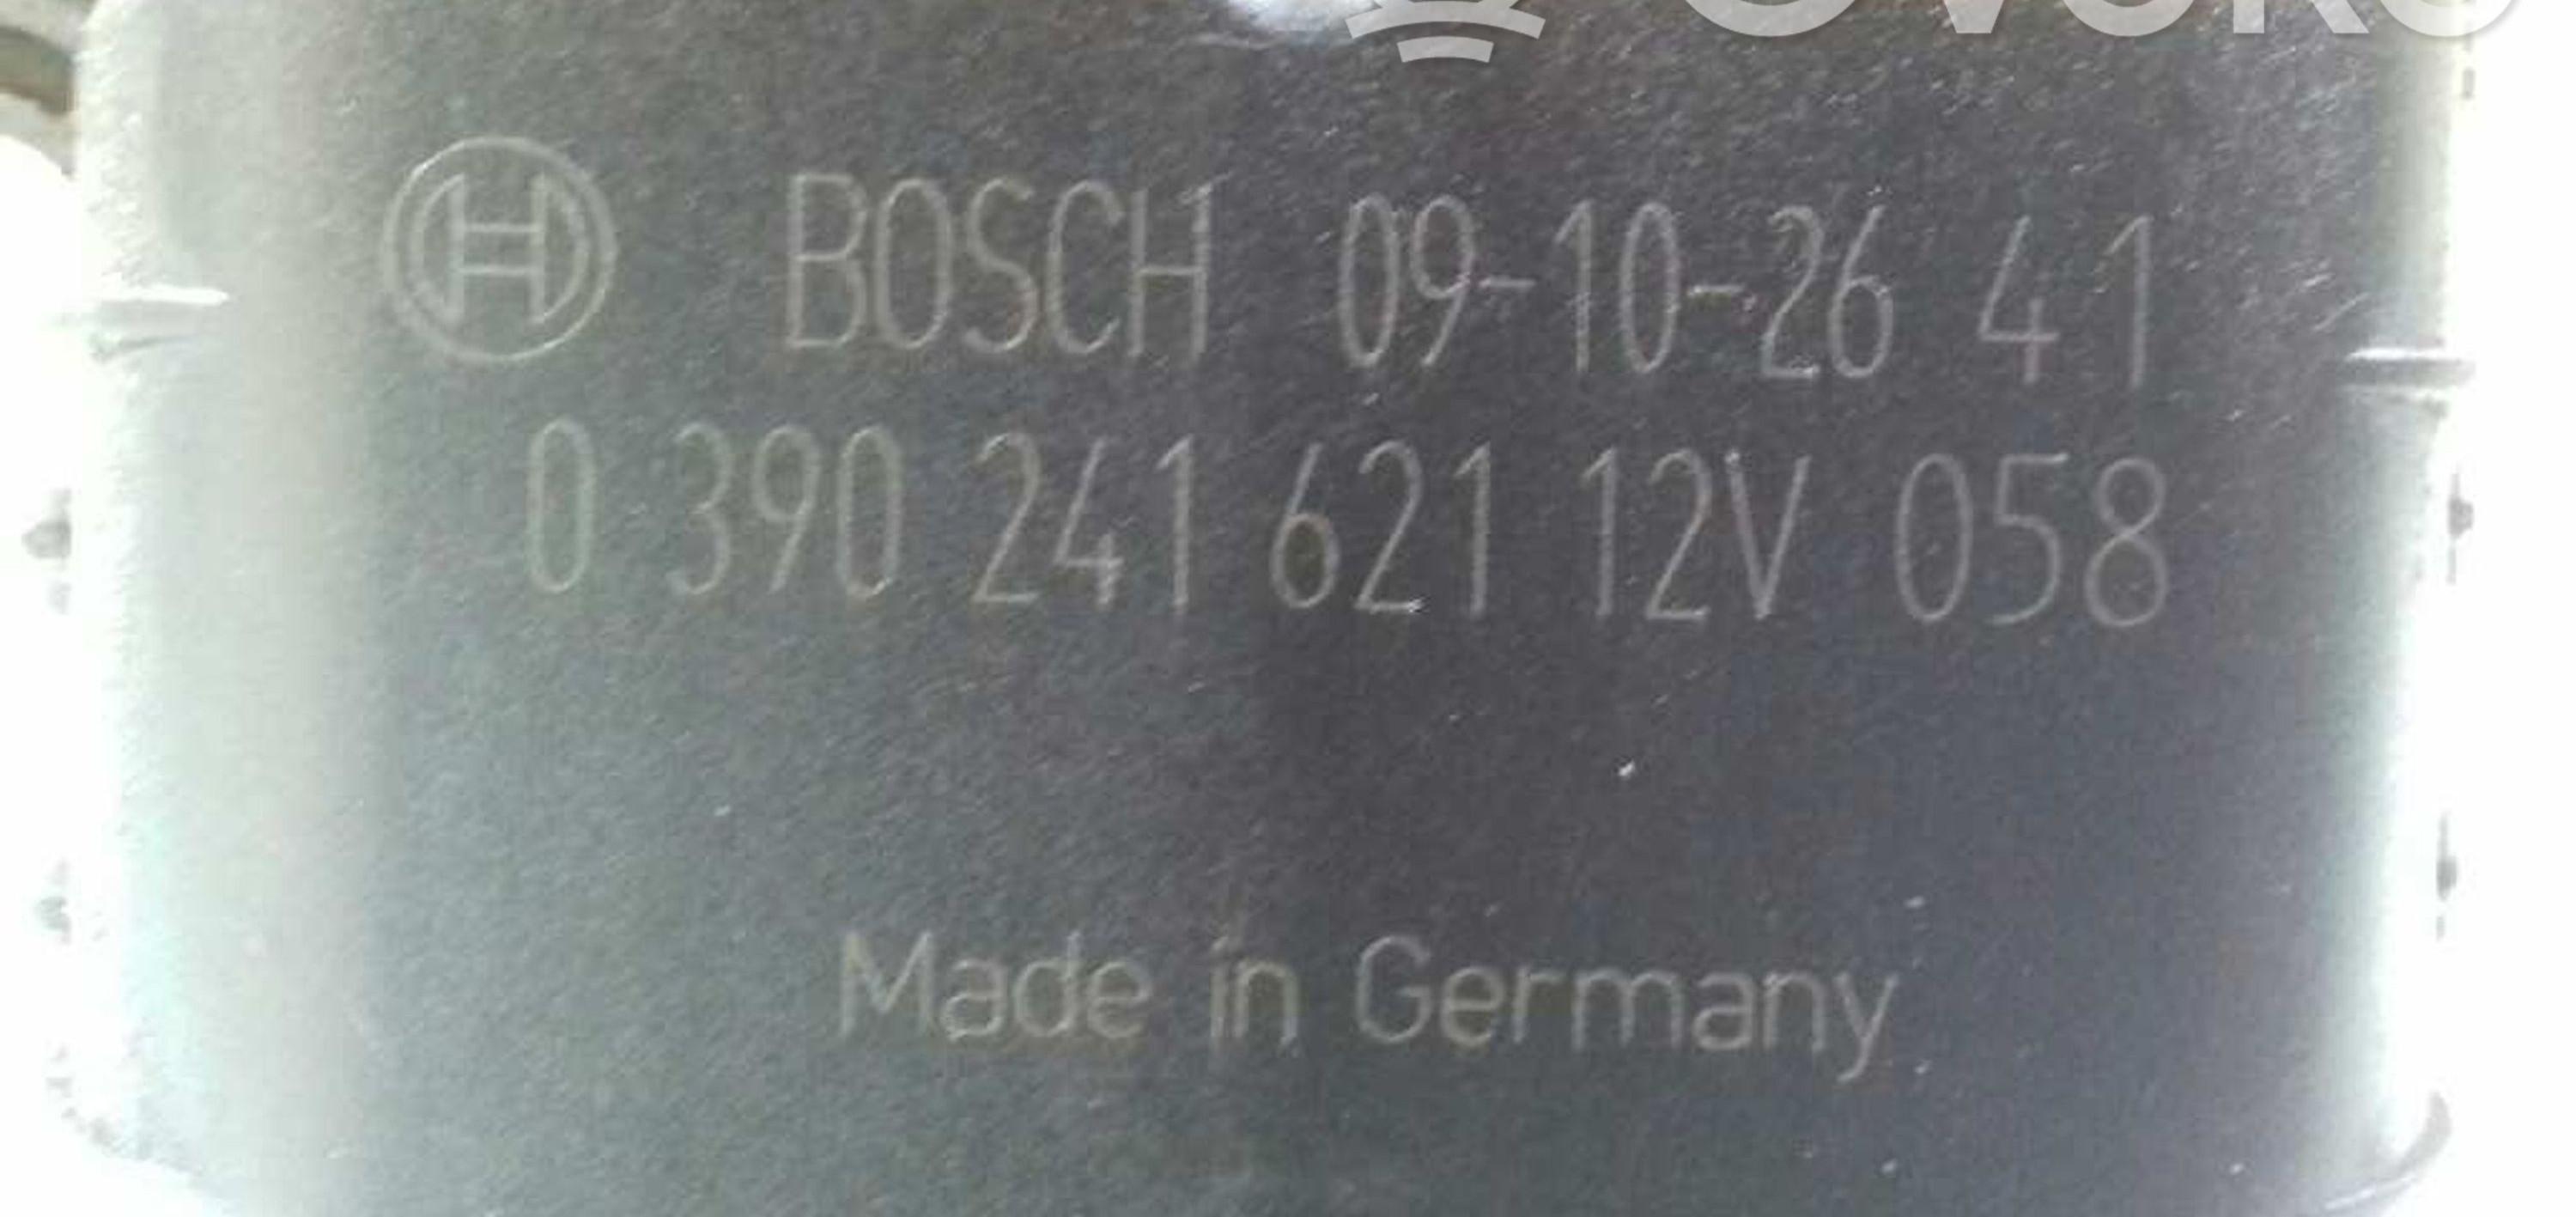 BOSCH 09-10-26 41
0 390 241 621 12V 058
Made in Germany